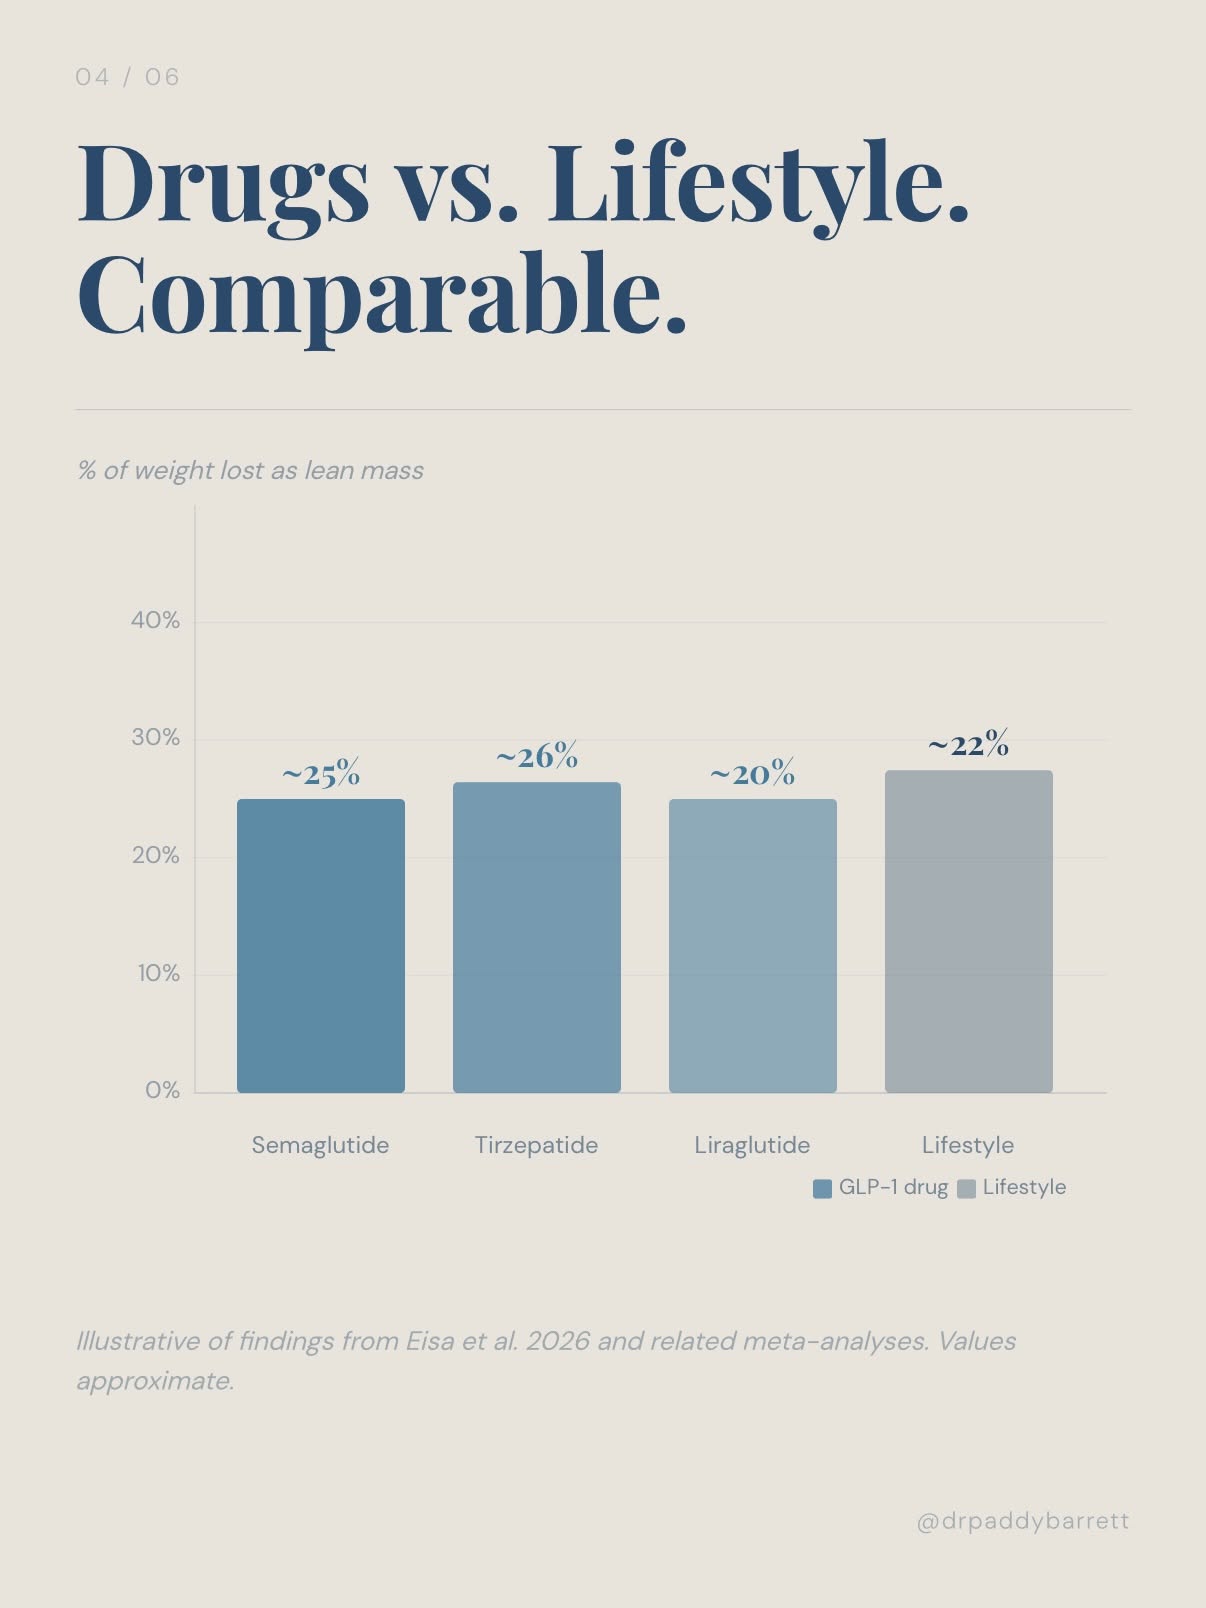 04 / 06
Drugs vs. Lifestyle.
Comparable.
% of weight lost as lean mass
40%
30%
20%
10%
0%
~25%
~26%
~20%
~22%
Semaglutide
Tirzepatide
Liraglutide
Lifestyle
GLP-1 drug
Lifestyle
Illustrative of findings from Eisa et al. 2026 and related meta-analyses. Values
approximate.
@drpaddybarrett